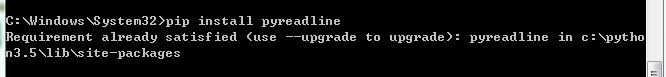 C:\Windows\System32>pip install pyreadline
Requirement already satisfied (use --upgrade to upgrade): pyreadline in c:\pytho
n3.5\lib\site-packages